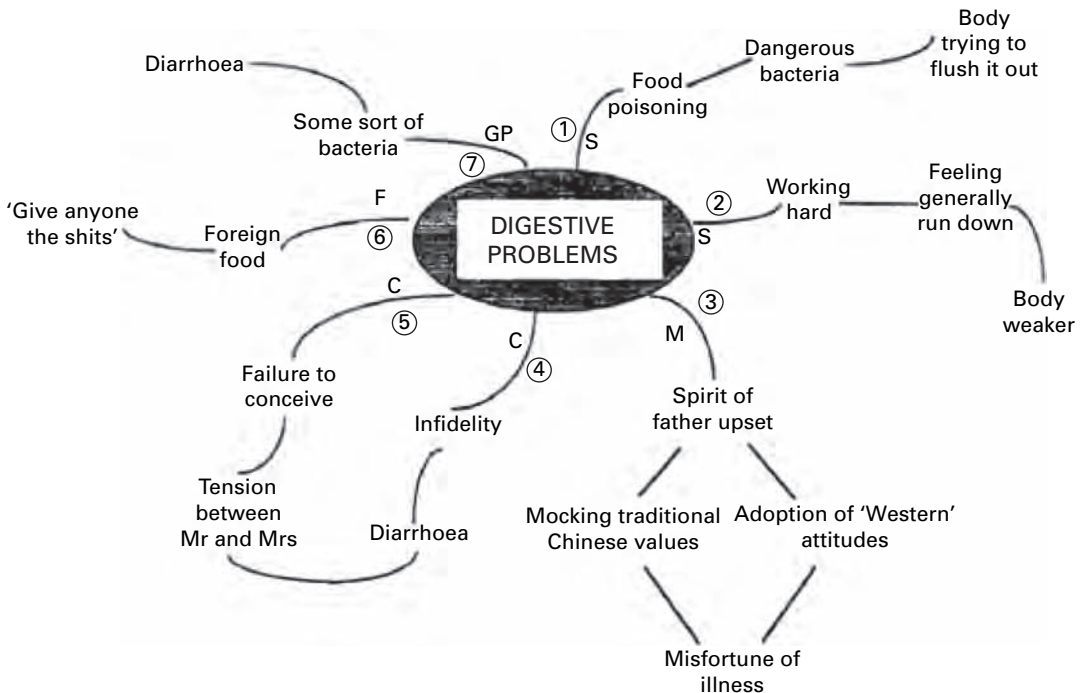 DIGESTIVE
PROBLEMS
①
S
Food
poisoning
Dangerous
bacteria
Body
trying to
flush it out
②
S
Working
hard
Feeling
generally
run down
Body
weaker
③
M
Spirit of
father upset
Mocking traditional
Chinese values
Adoption of 'Western'
attitudes
Misfortune of
illness
C
④
Infidelity
Diarrhoea
C
⑤
Failure to
conceive
Tension
between
Mr and Mrs
F
⑥
Foreign
food
'Give anyone
the shits'
GP
⑦
Some sort of
bacteria
Diarrhoea